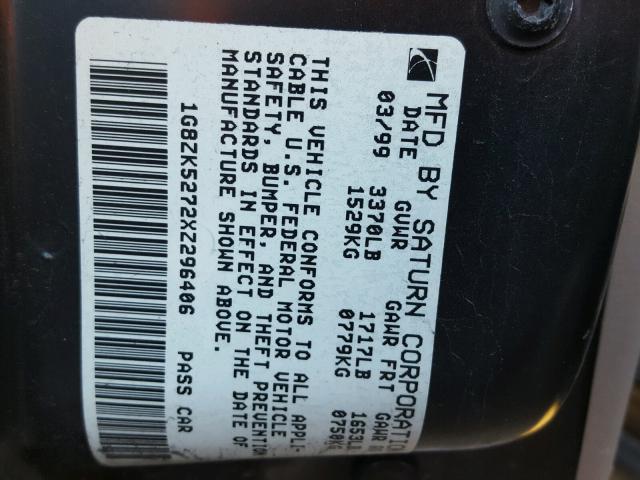 MFD BY SATURN CORPORATIO
DATE GVWR GAWR FRT GAWR
03/99 3370LB 1717LB 1653LB
1529KG 0779KG 0750KG
THIS VEHICLE CONFORMS TO ALL APPLI-
CABLE U.S. FEDERAL MOTOR VEHICLE
SAFETY, BUMPER, AND THEFT PREVENTION
STANDARDS IN EFFECT ON THE DATE OF
MANUFACTURE SHOWN ABOVE.
1G8ZK5272XZ296406 PASS CAR